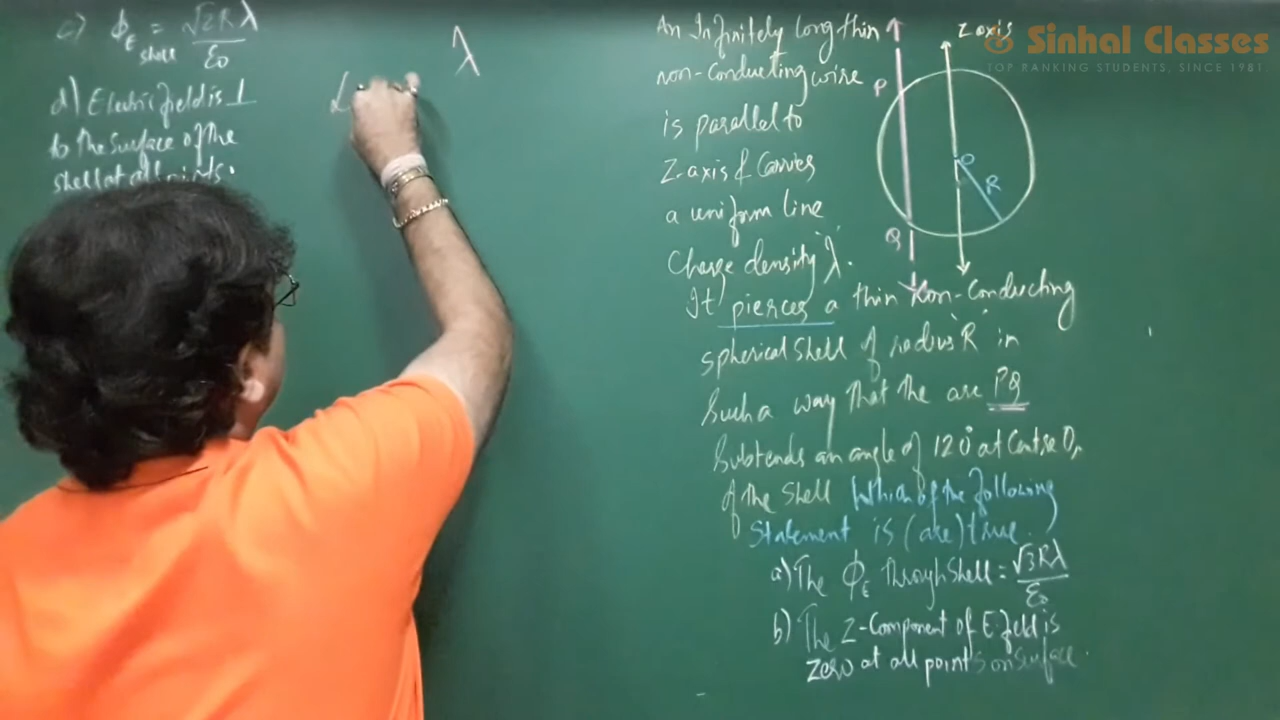 c) ϕE shell = √2Rλ / ε0
d) Electric field is ⊥
to the surface of the
shell at all points.
λ
An Infinitely long thin
non-Conducting wire
is parallel to
Z-axis & Carries
a uniform line
Charge density 'λ'.
It pierces a thin Non-Conducting
spherical shell of radius 'R' in
Such a way that the arc PQ
Subtends an angle of 120° at Centre O,
of the shell Which of the following
Statement is (are) true.
a) The ϕE through shell = √3Rλ / ε0
b) The Z-Component of E. field is
zero at all points on surface.
z axis
P
O
R
Q
Sinhal Classes
TOP RANKING STUDENTS, SINCE 1981